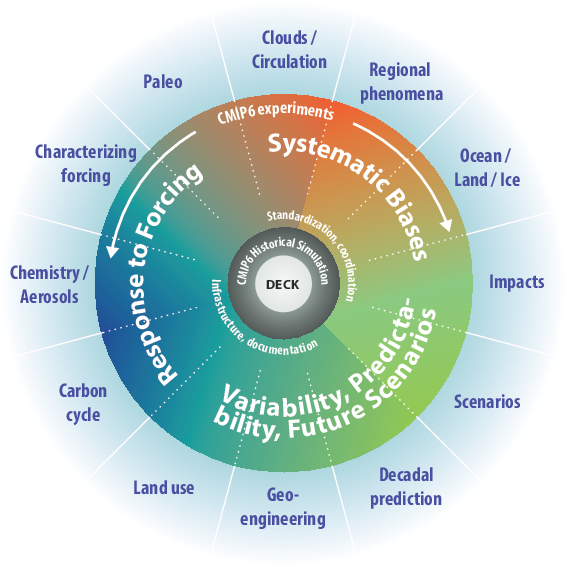 Clouds /
Circulation
Regional
phenomena
Ocean /
Land / Ice
Impacts
Scenarios
Decadal
prediction
Geo-
engineering
Land use
Carbon
cycle
Chemistry /
Aerosols
Characterizing
forcing
Paleo
CMIP6 experiments
Systematic Biases
Response to Forcing
Variability, Predicta-
bility, Future Scenarios
Standardization, coordination
Infrastructure, documentation
CMIP6 Historical Simulation
DECK